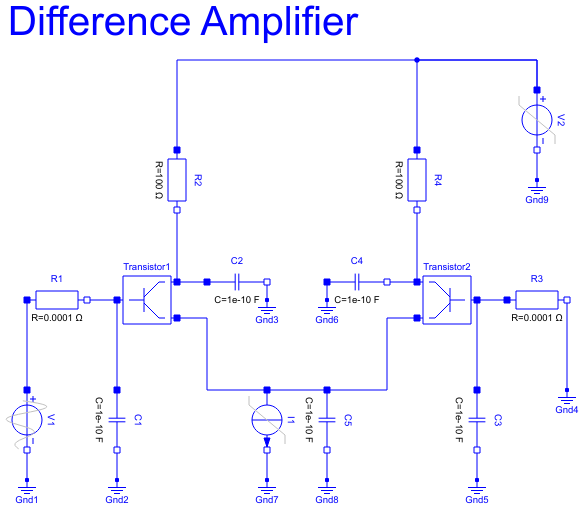 Difference Amplifier
+
V2
−
Gnd9
R2
R=100 Ω
R4
R=100 Ω
Transistor1
C2
C=1e-10 F
Gnd3
C4
C=1e-10 F
Gnd6
Transistor2
R1
R=0.0001 Ω
R3
R=0.0001 Ω
+
V1
−
Gnd1
C1
C=1e-10 F
Gnd2
I1
Gnd7
C5
C=1e-10 F
Gnd8
C3
C=1e-10 F
Gnd5
Gnd4